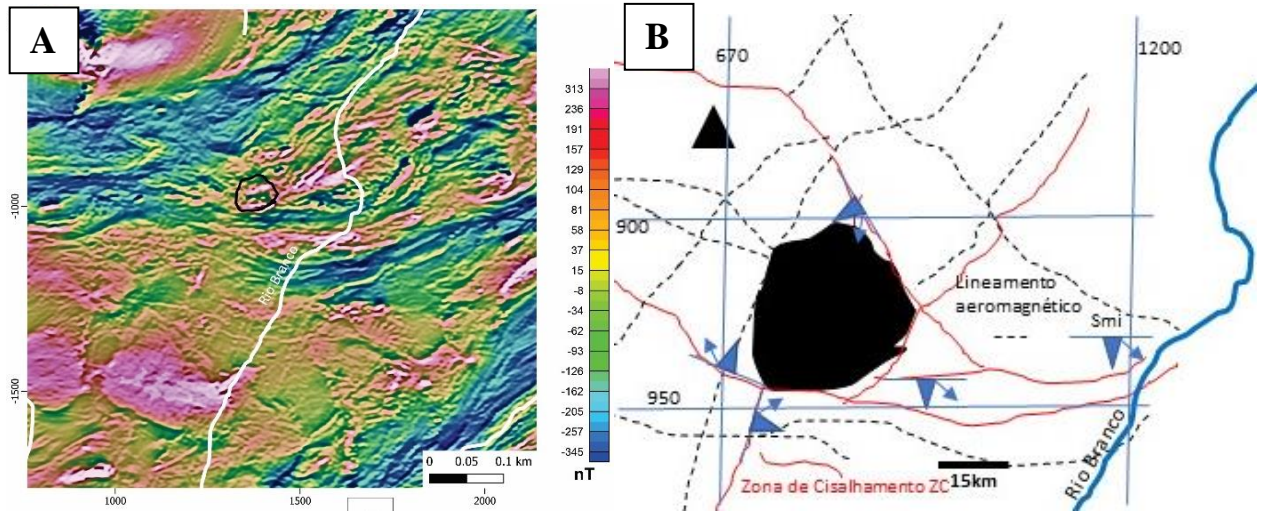 A
-1000
-1500
1000
1500
2000
Rio Branco
0 0.05 0.1 km
313
236
191
157
129
104
81
58
37
15
-8
-34
-62
-93
-126
-162
-205
-257
-345
nT
B
670
1200
900
950
Lineamento
aeromagnético
Smi
Zona de Cisalhamento ZC
15km
Rio Branco